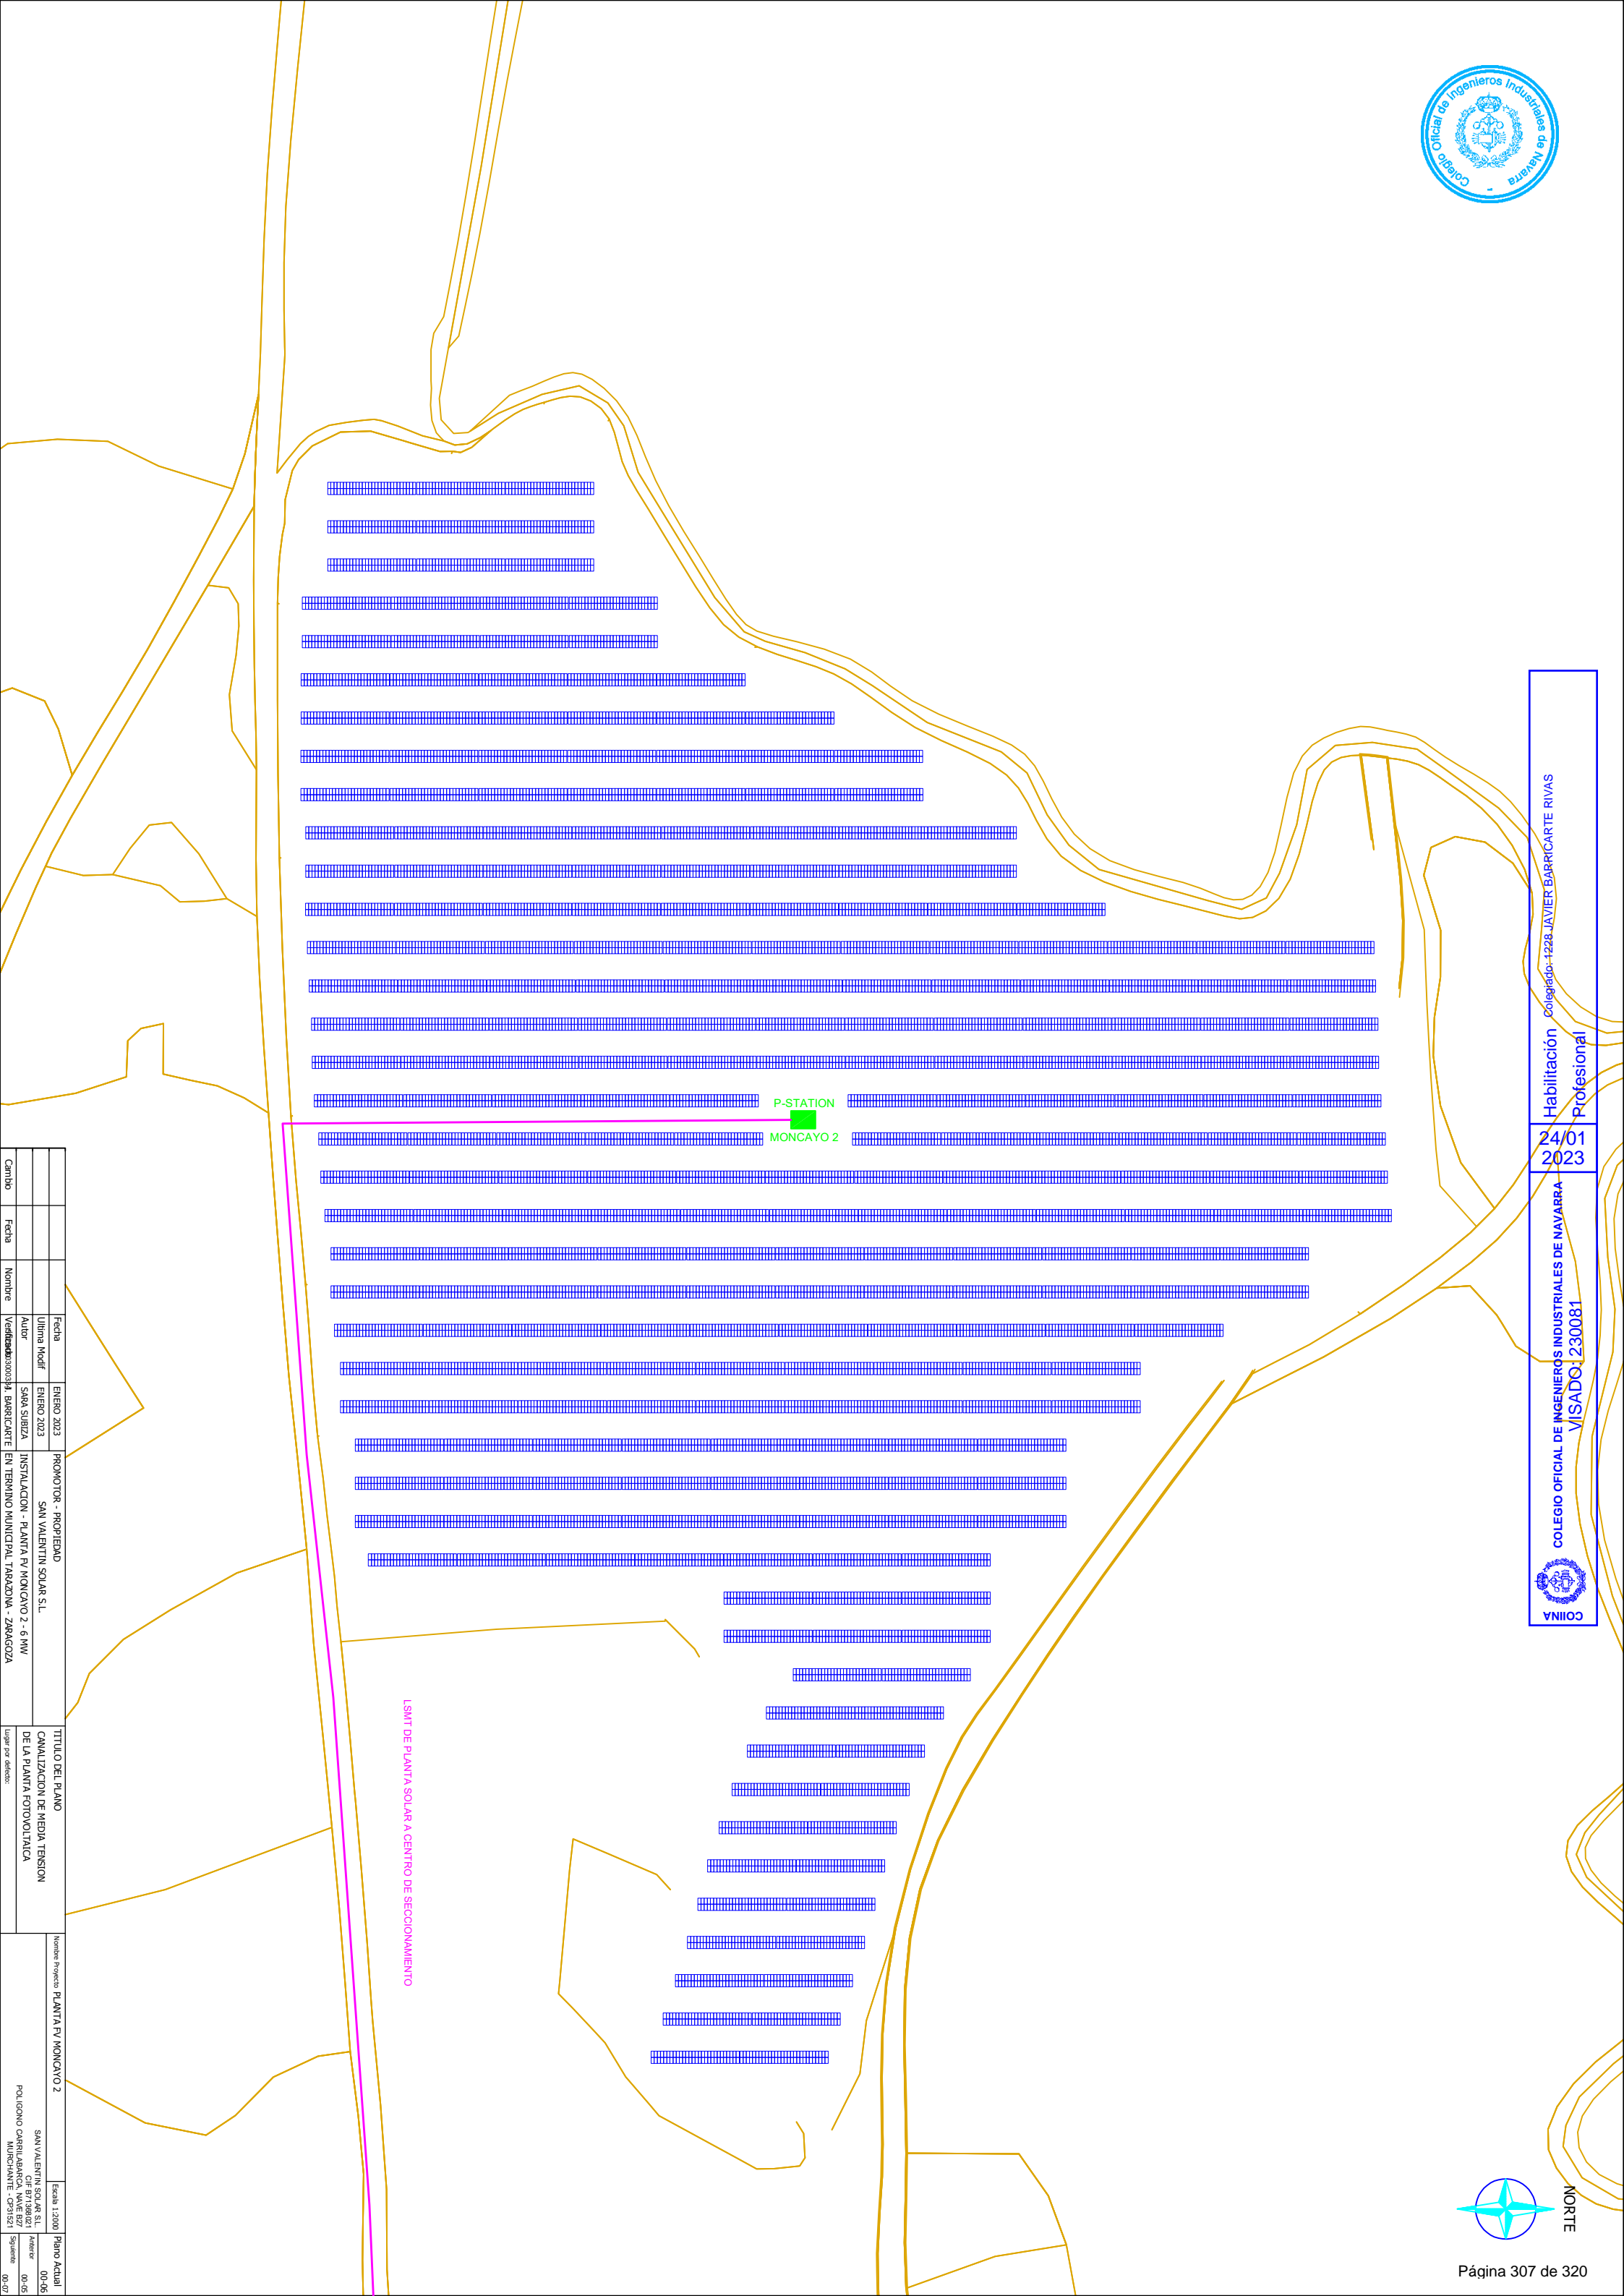 Colegio Oficial de Ingenieros Industriales de Navarra
P-STATION
MONCAYO 2
LSMT DE PLANTA SOLAR A CENTRO DE SECCIONAMIENTO
Habilitación
Profesional
Colegiado: 1228 JAVIER BARRICARTE RIVAS
24/01
2023
COLEGIO OFICIAL DE INGENIEROS INDUSTRIALES DE NAVARRA
VISADO: 230081
COIINA
NORTE
Página 307 de 320
Cambio
Fecha
Nombre
Fecha
ENERO 2023
Ultima Modif
ENERO 2023
Autor
SARA SUBIZA
J. BARRICARTE
PROMOTOR - PROPIEDAD
SAN VALENTIN SOLAR S.L.
INSTALACION - PLANTA FV MONCAYO 2 - 6 MW
EN TERMINO MUNICIPAL TARAZONA - ZARAGOZA
TITULO DEL PLANO
CANALIZACION DE MEDIA TENSION
DE LA PLANTA FOTOVOLTAICA
Lugar por defecto:
Nombre Proyecto PLANTA FV MONCAYO 2
SAN VALENTIN SOLAR S.L.
CIF B71398021
POLIGONO CARRILABARCA, NAVE B27
MURCHANTE - CP31521
Escala 1:2000
Plano Actual
00-06
Anterior
00-05
Siguiente
00-07